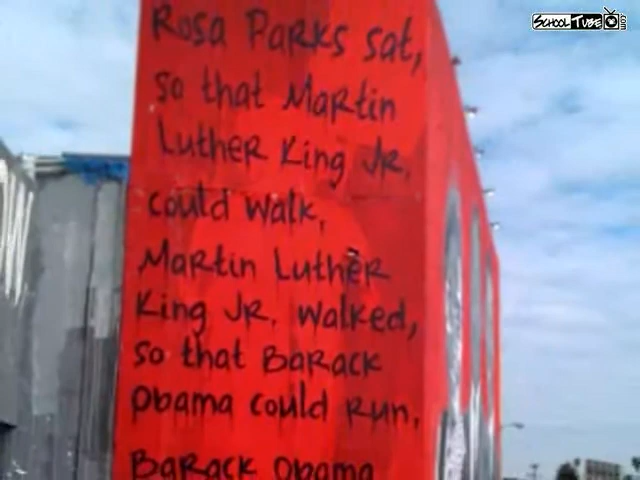 SCHOOLTUBE.com
Rosa Parks sat,
so that Martin
Luther King Jr.
could walk,
Martin Luther
King Jr. walked,
so that Barack
Obama could run.
Barack Obama